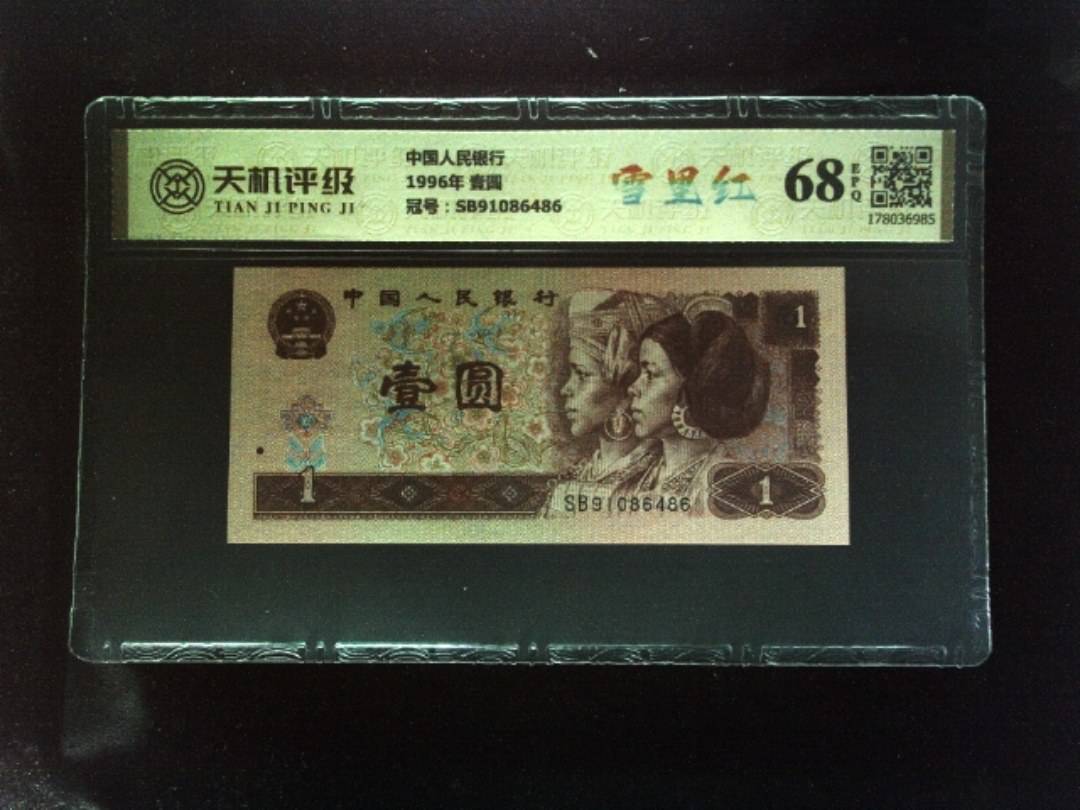 天机评级
TIAN JI PING JI
中国人民银行
1996年 壹圆
冠号：SB91086486
雪里红
68
EPQ
178036985
中国人民银行
壹圆
1
1
SB91086486
1